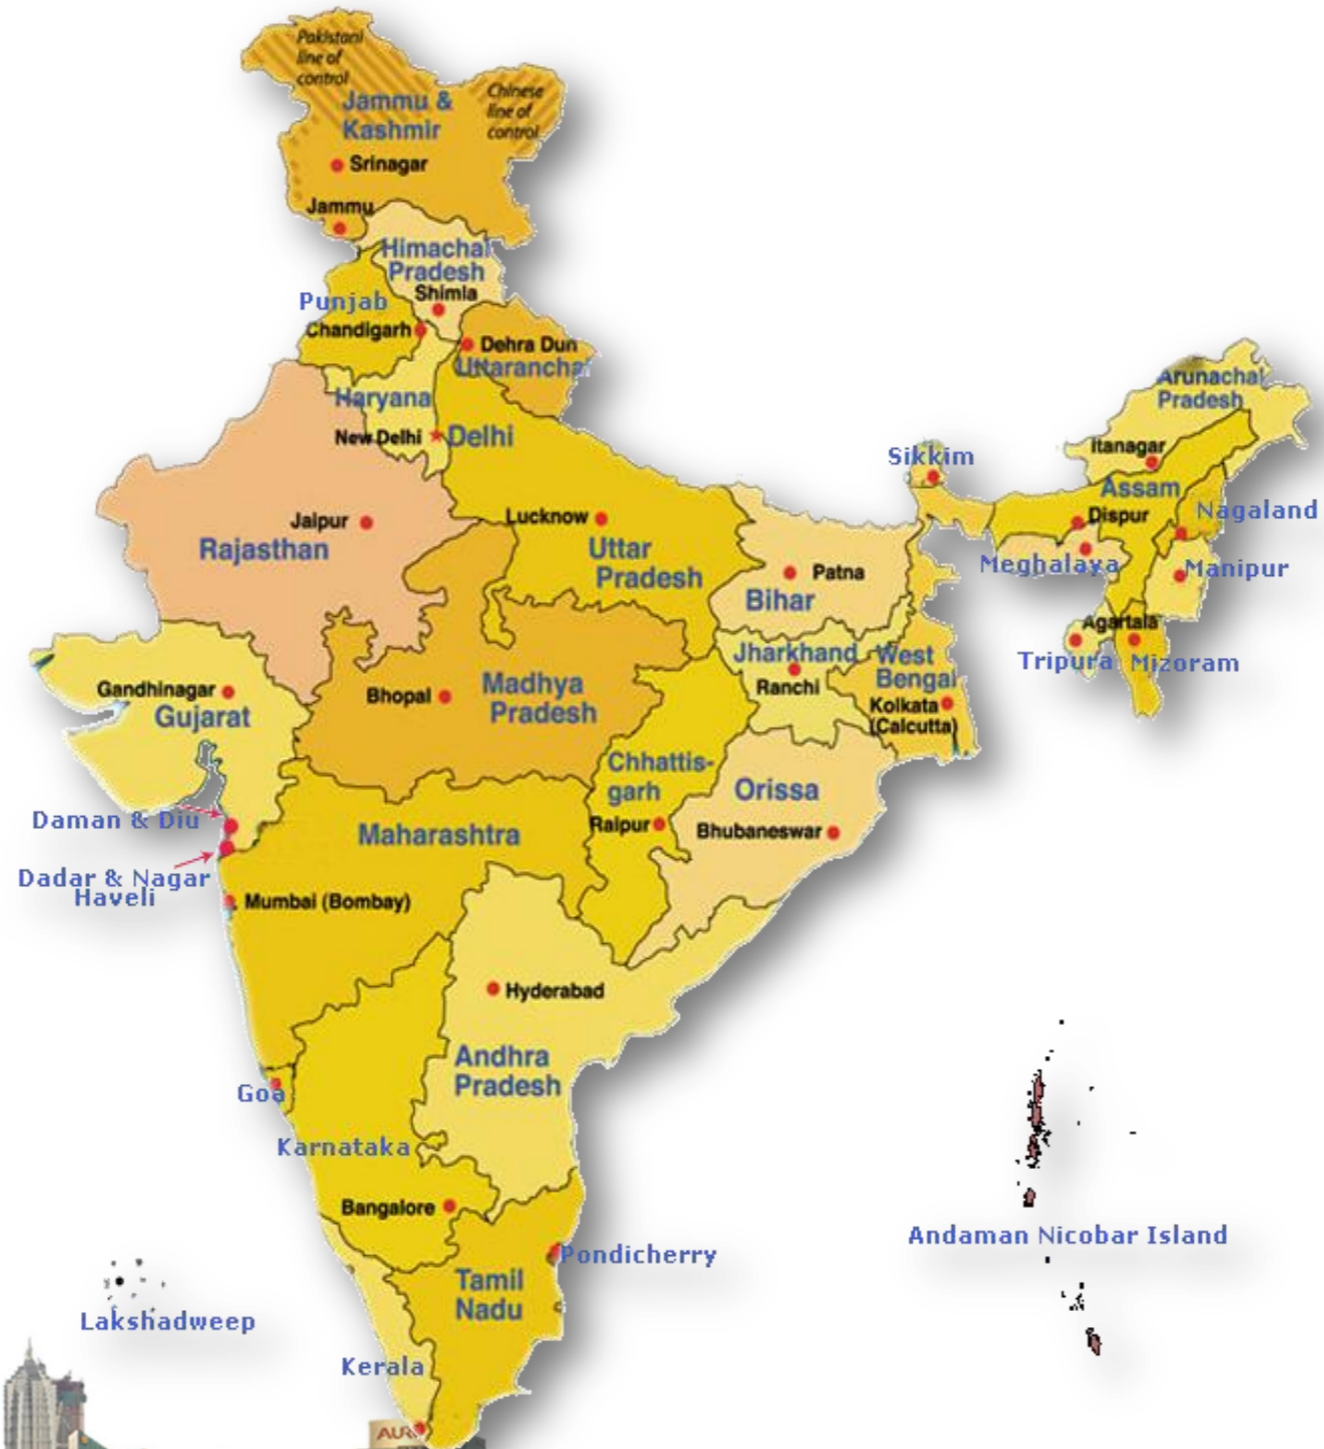 Pakistani
line of
control
Chinese
line of
control
Jammu &
Kashmir
Srinagar
Jammu
Himachal
Pradesh
Shimla
Punjab
Chandigarh
Dehra Dun
Uttaranchal
Haryana
New Delhi
Delhi
Arunachal
Pradesh
Itanagar
Sikkim
Assam
Dispur
Nagaland
Meghalaya
Manipur
Jaipur
Rajasthan
Lucknow
Uttar
Pradesh
Patna
Bihar
Agartala
Tripura
Mizoram
Jharkhand
Ranchi
West
Bengal
Kolkata
(Calcutta)
Gandhinagar
Gujarat
Bhopal
Madhya
Pradesh
Chhattis-
garh
Raipur
Orissa
Bhubaneswar
Daman & Diu
Dadar & Nagar
Haveli
Maharashtra
Mumbai (Bombay)
Hyderabad
Andhra
Pradesh
Goa
Karnataka
Bangalore
Pondicherry
Tamil
Nadu
Andaman Nicobar Island
Lakshadweep
Kerala